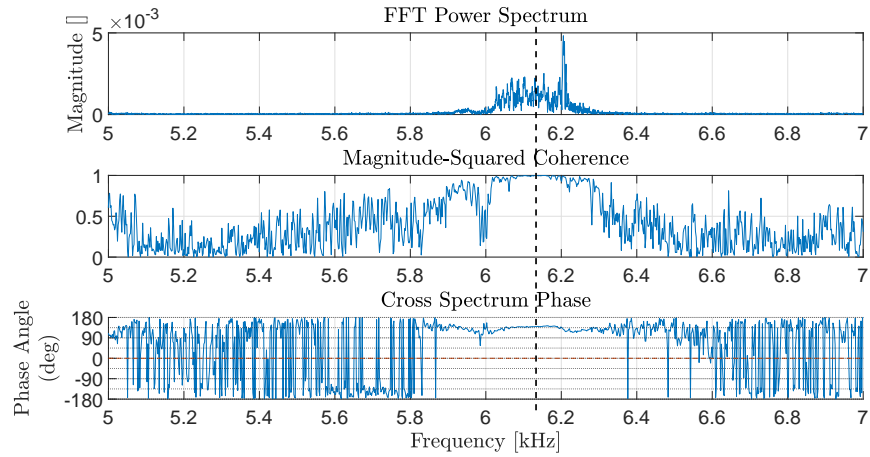 FFT Power Spectrum
×10⁻³
Magnitude []
5
0
5 5.2 5.4 5.6 5.8 6 6.2 6.4 6.6 6.8 7
Magnitude-Squared Coherence
1
0.5
0
5 5.2 5.4 5.6 5.8 6 6.2 6.4 6.6 6.8 7
Cross Spectrum Phase
Phase Angle
(deg)
180
90
0
-90
-180
5 5.2 5.4 5.6 5.8 6 6.2 6.4 6.6 6.8 7
Frequency [kHz]